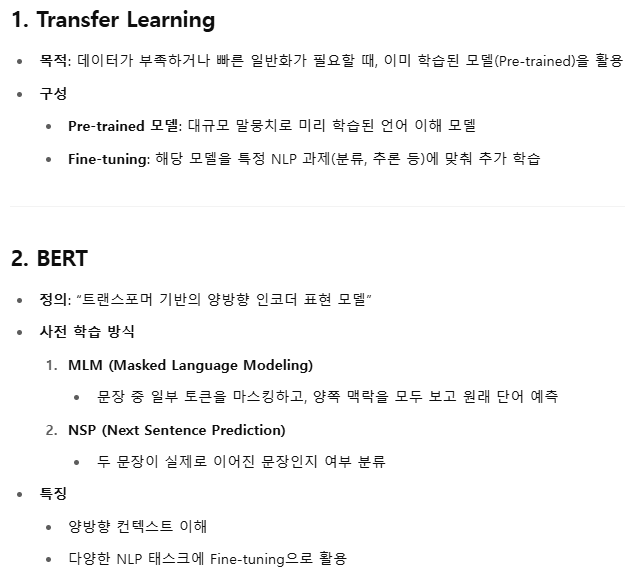 1. Transfer Learning
• 목적: 데이터가 부족하거나 빠른 일반화가 필요할 때, 이미 학습된 모델(Pre-trained)을 활용
• 구성
• Pre-trained 모델: 대규모 말뭉치로 미리 학습된 언어 이해 모델
• Fine-tuning: 해당 모델을 특정 NLP 과제(분류, 추론 등)에 맞춰 추가 학습
2. BERT
• 정의: “트랜스포머 기반의 양방향 인코더 표현 모델”
• 사전 학습 방식
1. MLM (Masked Language Modeling)
• 문장 중 일부 토큰을 마스킹하고, 양쪽 맥락을 모두 보고 원래 단어 예측
2. NSP (Next Sentence Prediction)
• 두 문장이 실제로 이어진 문장인지 여부 분류
• 특징
• 양방향 컨텍스트 이해
• 다양한 NLP 태스크에 Fine-tuning으로 활용